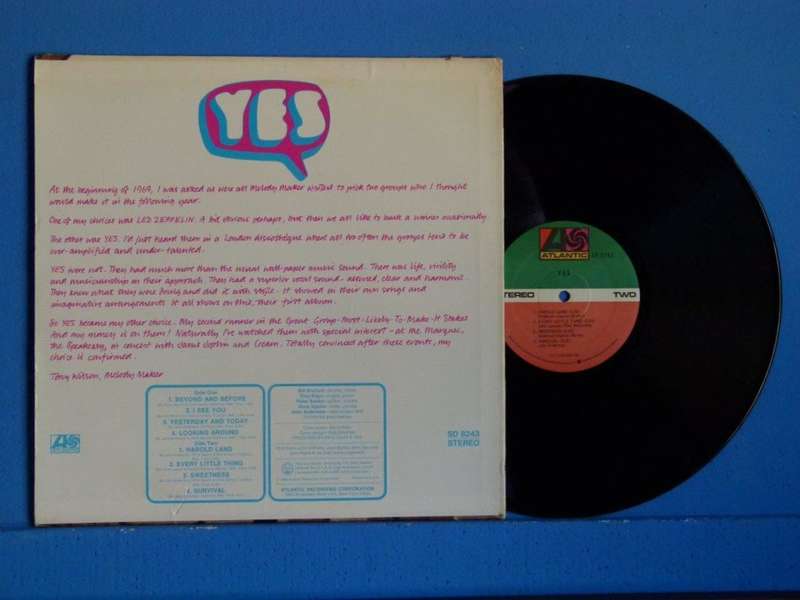 YES
At the beginning of 1969, I was asked as were all Melody Maker writers to pick two groups who I thought
would make it in the following year.
One of my choices was LED ZEPPELIN. A bit obvious perhaps, but then we all like to back a winner occasionally.
The other was YES. I'd just heard them in a London discotheque where all too often the groups tend to be
over-amplified and under-talented.
YES were not. They had much more than the usual wall-paper music sound. There was life, virility
and musicianship in their approach. They had a superior vocal sound - assured, clear and harmonic.
They knew what they were doing and did it with style. It showed in their own songs and
imaginative arrangements. It all shows on this, their first album.
So YES became my other choice. My second runner in the Great Group-Most-Likely-To-Make-It Stakes
And my money is on them! Naturally I've watched them with special interest - at the Marquee,
the Speakeasy, in concert with Janis Joplin and Cream. Totally convinced after these events, my
choice is confirmed.
Tony Wilson, Melody Maker
Side One
1. BEYOND AND BEFORE
2. I SEE YOU
3. YESTERDAY AND TODAY
4. LOOKING AROUND
Side Two
1. HAROLD LAND
2. EVERY LITTLE THING
3. SWEETNESS
4. SURVIVAL
ATLANTIC RECORDING CORPORATION
SD 8243
STEREO
ATLANTIC
YES
STEREO TWO